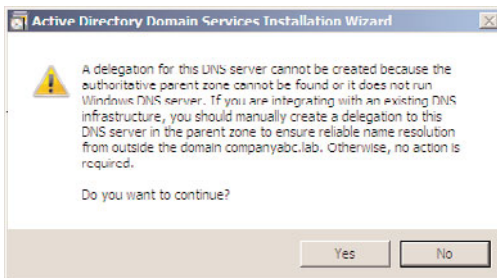 Active Directory Domain Services Installation Wizard
A delegation for this DNS server cannot be created because the
authoritative parent zone cannot be found or it does not run
Windows DNS server. If you are integrating with an existing DNS
infrastructure, you should manually create a delegation to this
DNS server in the parent zone to ensure reliable name resolution
from outside the domain companyabc.lab. Otherwise, no action is
required.
Do you want to continue?
Yes
No